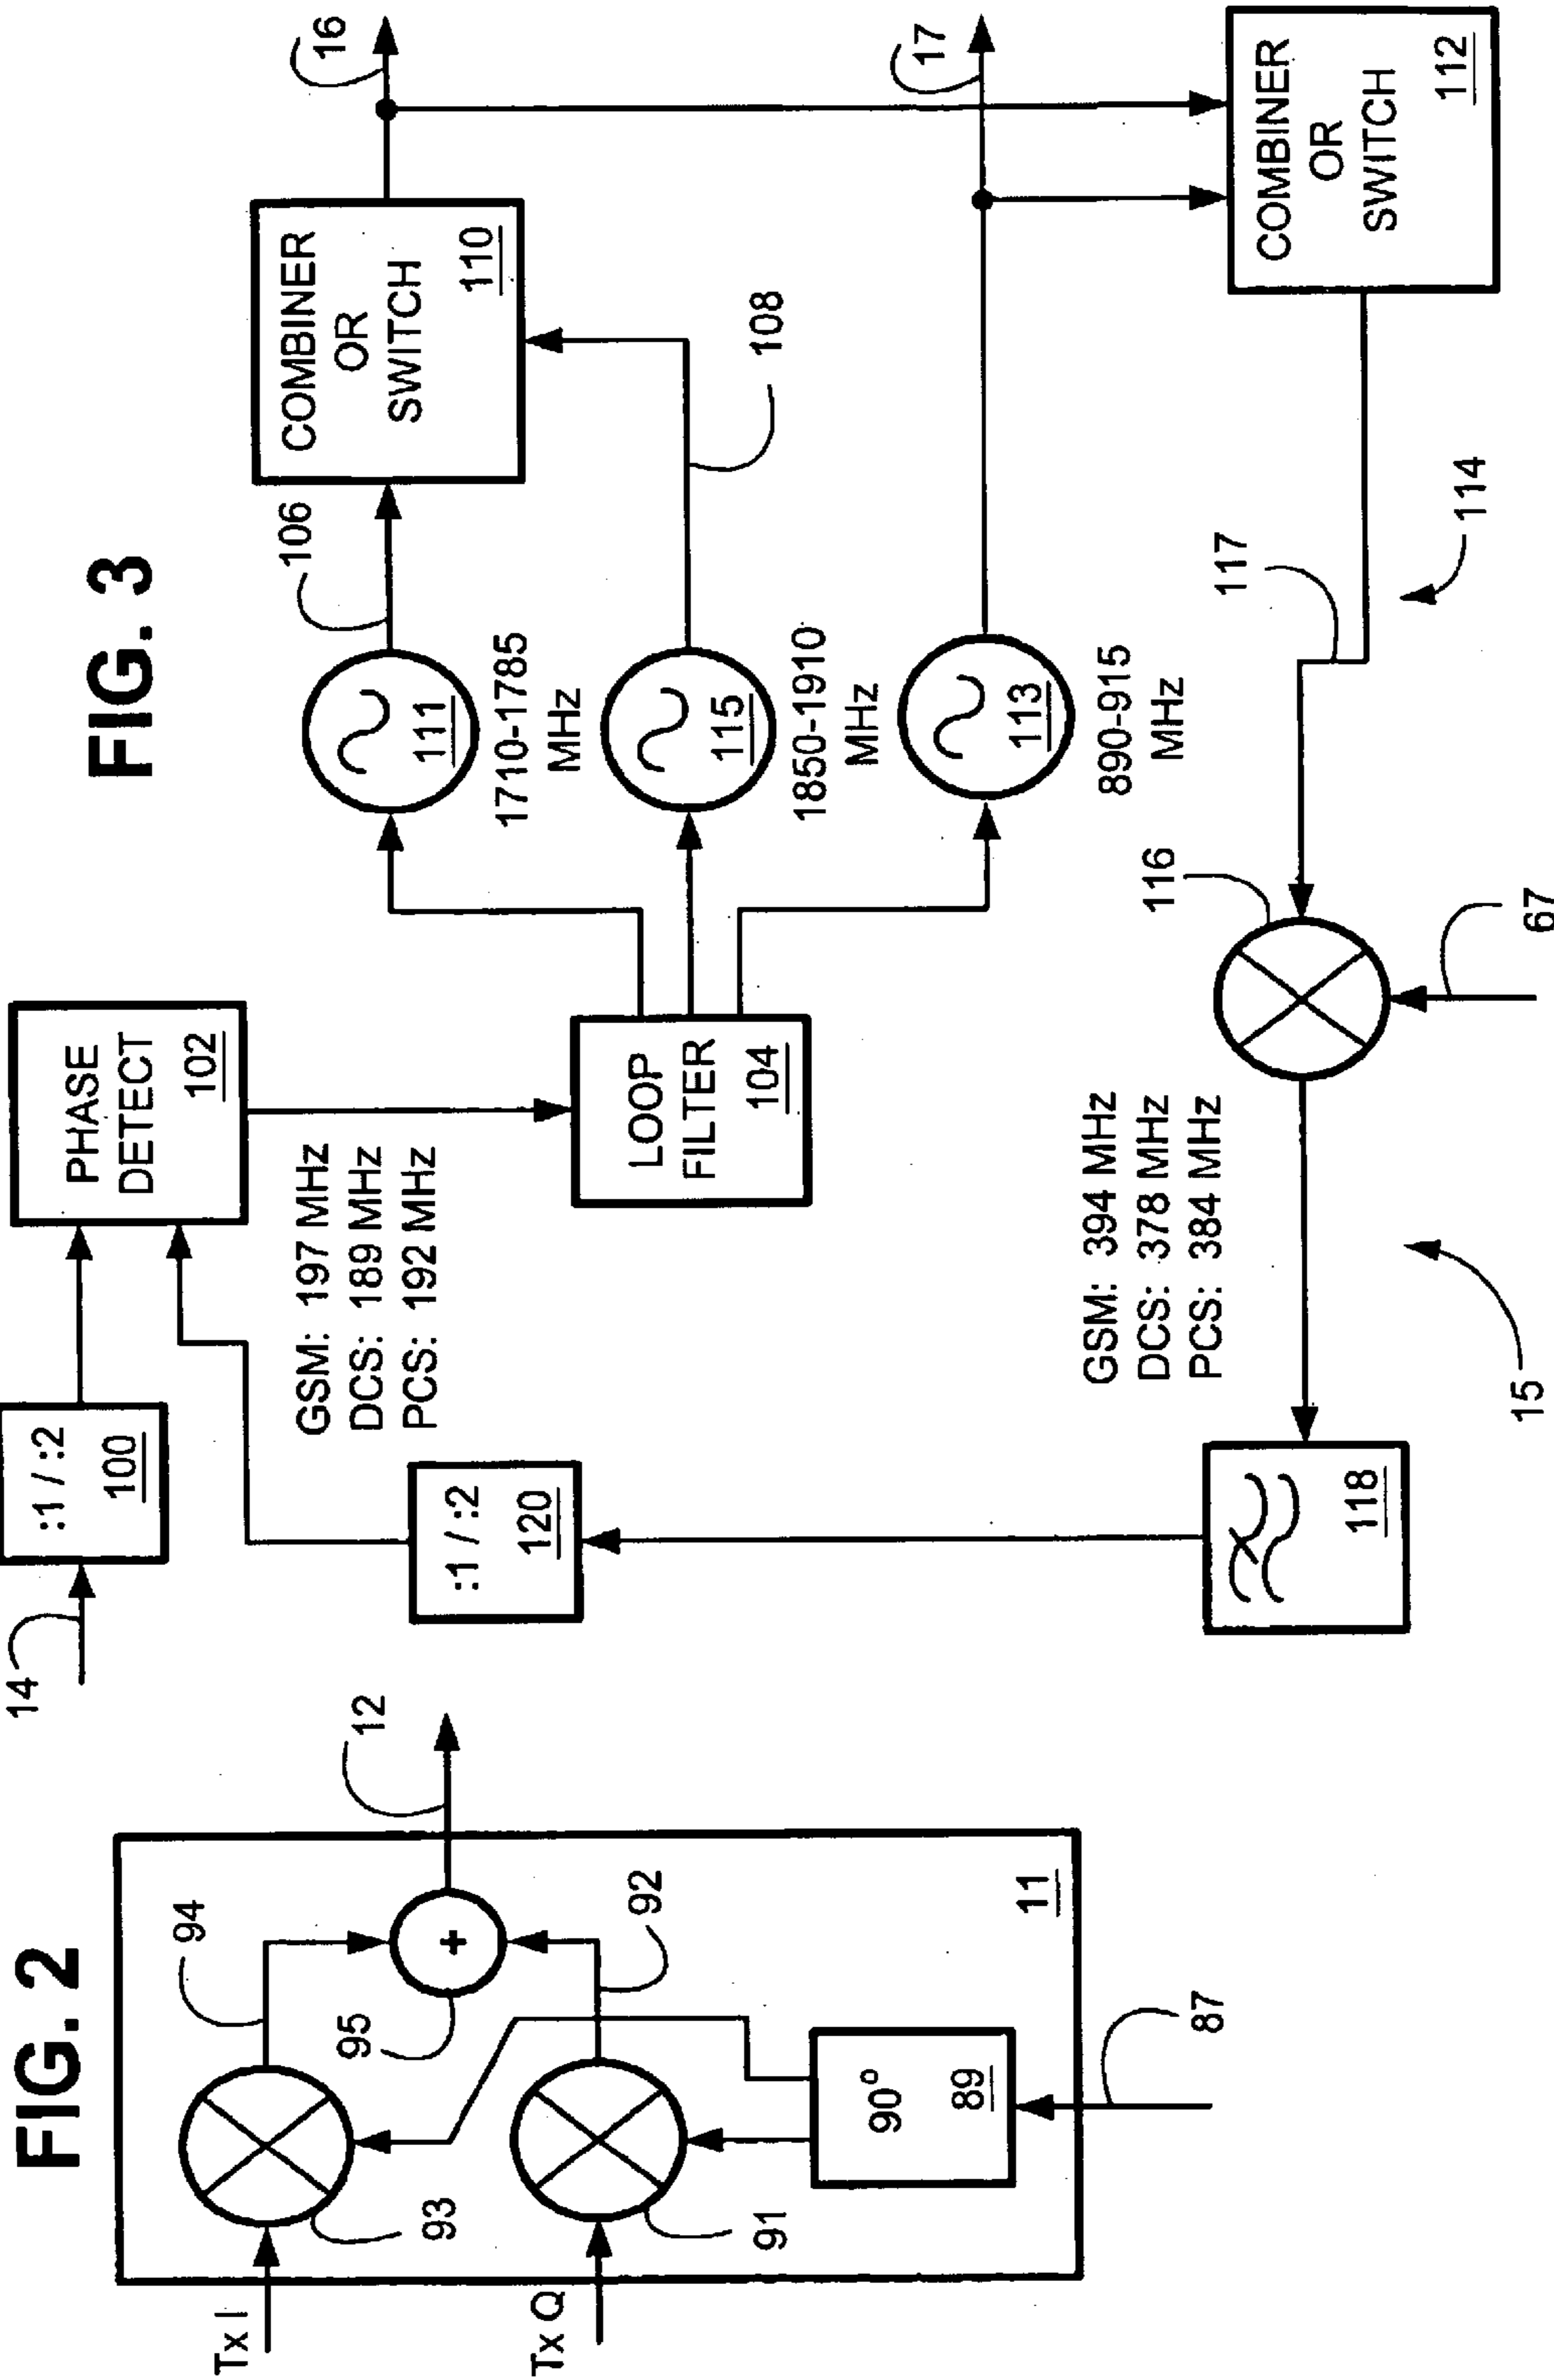 FIG. 2
Tx I
Tx Q
93
94
95
12
91
92
90°
89
11
87
FIG. 3
14
:1 / :2
100
PHASE
DETECT
102
GSM: 197 MHz
DCS: 189 MHz
PCS: 192 MHz
:1 / :2
120
LOOP
FILTER
104
111
1710-1785
MHz
115
1850-1910
MHz
113
890-915
MHz
106
108
COMBINER
OR
SWITCH
110
16
17
COMBINER
OR
SWITCH
112
114
117
116
67
GSM: 394 MHz
DCS: 378 MHz
PCS: 384 MHz
118
15